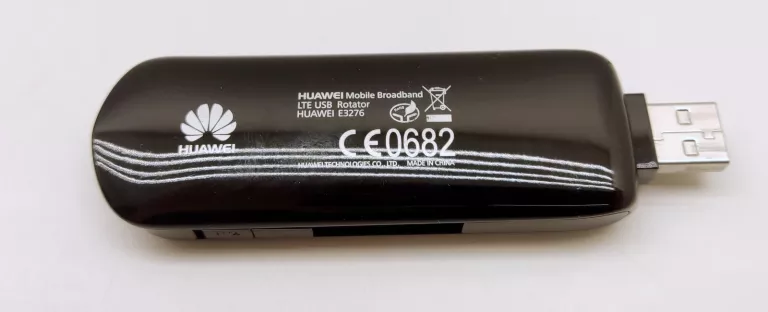 HUAWEI
HUAWEI Mobile Broadband
LTE USB Rotator
HUAWEI E3276
CE0682
HUAWEI TECHNOLOGIES CO., LTD. MADE IN CHINA